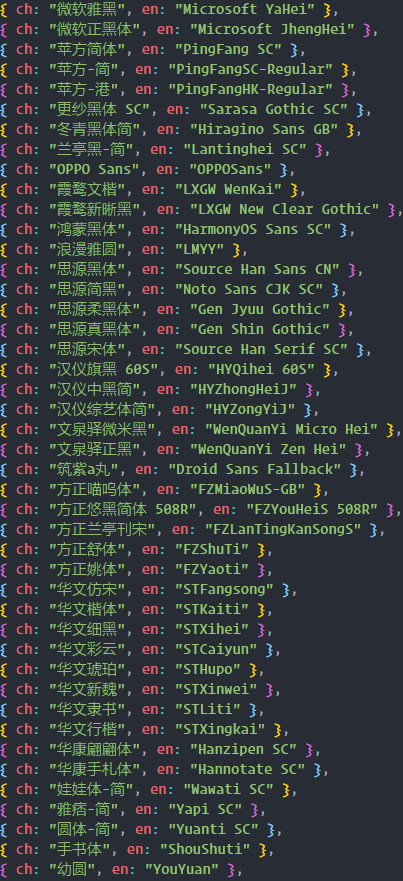 { ch: "微软雅黑", en: "Microsoft YaHei" },
{ ch: "微软正黑体", en: "Microsoft JhengHei" },
{ ch: "苹方简体", en: "PingFang SC" },
{ ch: "苹方-简", en: "PingFangSC-Regular" },
{ ch: "苹方-港", en: "PingFangHK-Regular" },
{ ch: "更纱黑体 SC", en: "Sarasa Gothic SC" },
{ ch: "冬青黑体简", en: "Hiragino Sans GB" },
{ ch: "兰亭黑-简", en: "Lantinghei SC" },
{ ch: "OPPO Sans", en: "OPPOSans" },
{ ch: "霞鹜文楷", en: "LXGW WenKai" },
{ ch: "霞鹜新晰黑", en: "LXGW New Clear Gothic" },
{ ch: "鸿蒙黑体", en: "HarmonyOS Sans SC" },
{ ch: "浪漫雅圆", en: "LMYY" },
{ ch: "思源黑体", en: "Source Han Sans CN" },
{ ch: "思源简黑", en: "Noto Sans CJK SC" },
{ ch: "思源柔黑体", en: "Gen Jyuu Gothic" },
{ ch: "思源真黑体", en: "Gen Shin Gothic" },
{ ch: "思源宋体", en: "Source Han Serif SC" },
{ ch: "汉仪旗黑 60S", en: "HYQihei 60S" },
{ ch: "汉仪中黑简", en: "HYZhongHeiJ" },
{ ch: "汉仪综艺体简", en: "HYZongYiJ" },
{ ch: "文泉驿微米黑", en: "WenQuanYi Micro Hei" },
{ ch: "文泉驿正黑", en: "WenQuanYi Zen Hei" },
{ ch: "筑紫a丸", en: "Droid Sans Fallback" },
{ ch: "方正喵呜体", en: "FZMiaoWuS-GB" },
{ ch: "方正悠黑简体 508R", en: "FZYouHeiS 508R" },
{ ch: "方正兰亭刊宋", en: "FZLanTingKanSongS" },
{ ch: "方正舒体", en: "FZShuTi" },
{ ch: "方正姚体", en: "FZYaoti" },
{ ch: "华文仿宋", en: "STFangsong" },
{ ch: "华文楷体", en: "STKaiti" },
{ ch: "华文细黑", en: "STXihei" },
{ ch: "华文彩云", en: "STCaiyun" },
{ ch: "华文琥珀", en: "STHupo" },
{ ch: "华文新魏", en: "STXinwei" },
{ ch: "华文隶书", en: "STLiti" },
{ ch: "华文行楷", en: "STXingkai" },
{ ch: "华康翩翩体", en: "Hanzipen SC" },
{ ch: "华康手札体", en: "Hannotate SC" },
{ ch: "娃娃体-简", en: "Wawati SC" },
{ ch: "雅痞-简", en: "Yapi SC" },
{ ch: "圆体-简", en: "Yuanti SC" },
{ ch: "手书体", en: "ShouShuti" },
{ ch: "幼圆", en: "YouYuan" },